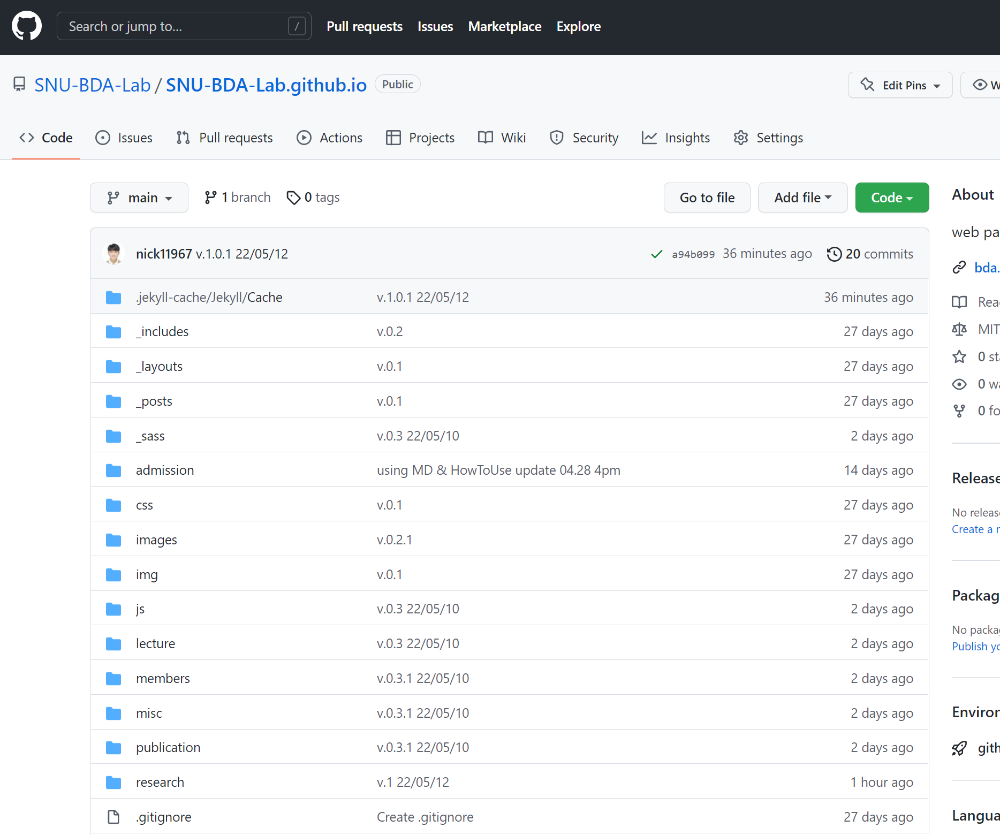 Search or jump to... / Pull requests Issues Marketplace Explore
SNU-BDA-Lab / SNU-BDA-Lab.github.io Public Edit Pins W
Code Issues Pull requests Actions Projects Wiki Security Insights Settings
main 1 branch 0 tags Go to file Add file Code About
web pa
nick11967 v.1.0.1 22/05/12 a94b099 36 minutes ago 20 commits
bda.
.jekyll-cache/Jekyll/Cache v.1.0.1 22/05/12 36 minutes ago
Rea
_includes v.0.2 27 days ago
MIT
_layouts v.0.1 27 days ago
0 sta
0 wa
_posts v.0.1 27 days ago
0 fo
_sass v.0.3 22/05/10 2 days ago
admission using MD & HowToUse update 04.28 4pm 14 days ago
Release
css v.0.1 27 days ago
No release
Create a n
images v.0.2.1 27 days ago
img v.0.1 27 days ago
Packag
js v.0.3 22/05/10 2 days ago
No packag
lecture v.0.3 22/05/10 2 days ago
Publish yo
members v.0.3.1 22/05/10 2 days ago
misc v.0.3.1 22/05/10 2 days ago
Environ
publication v.0.3.1 22/05/10 2 days ago
gith
research v.1 22/05/12 1 hour ago
.gitignore Create .gitignore 27 days ago
Langua